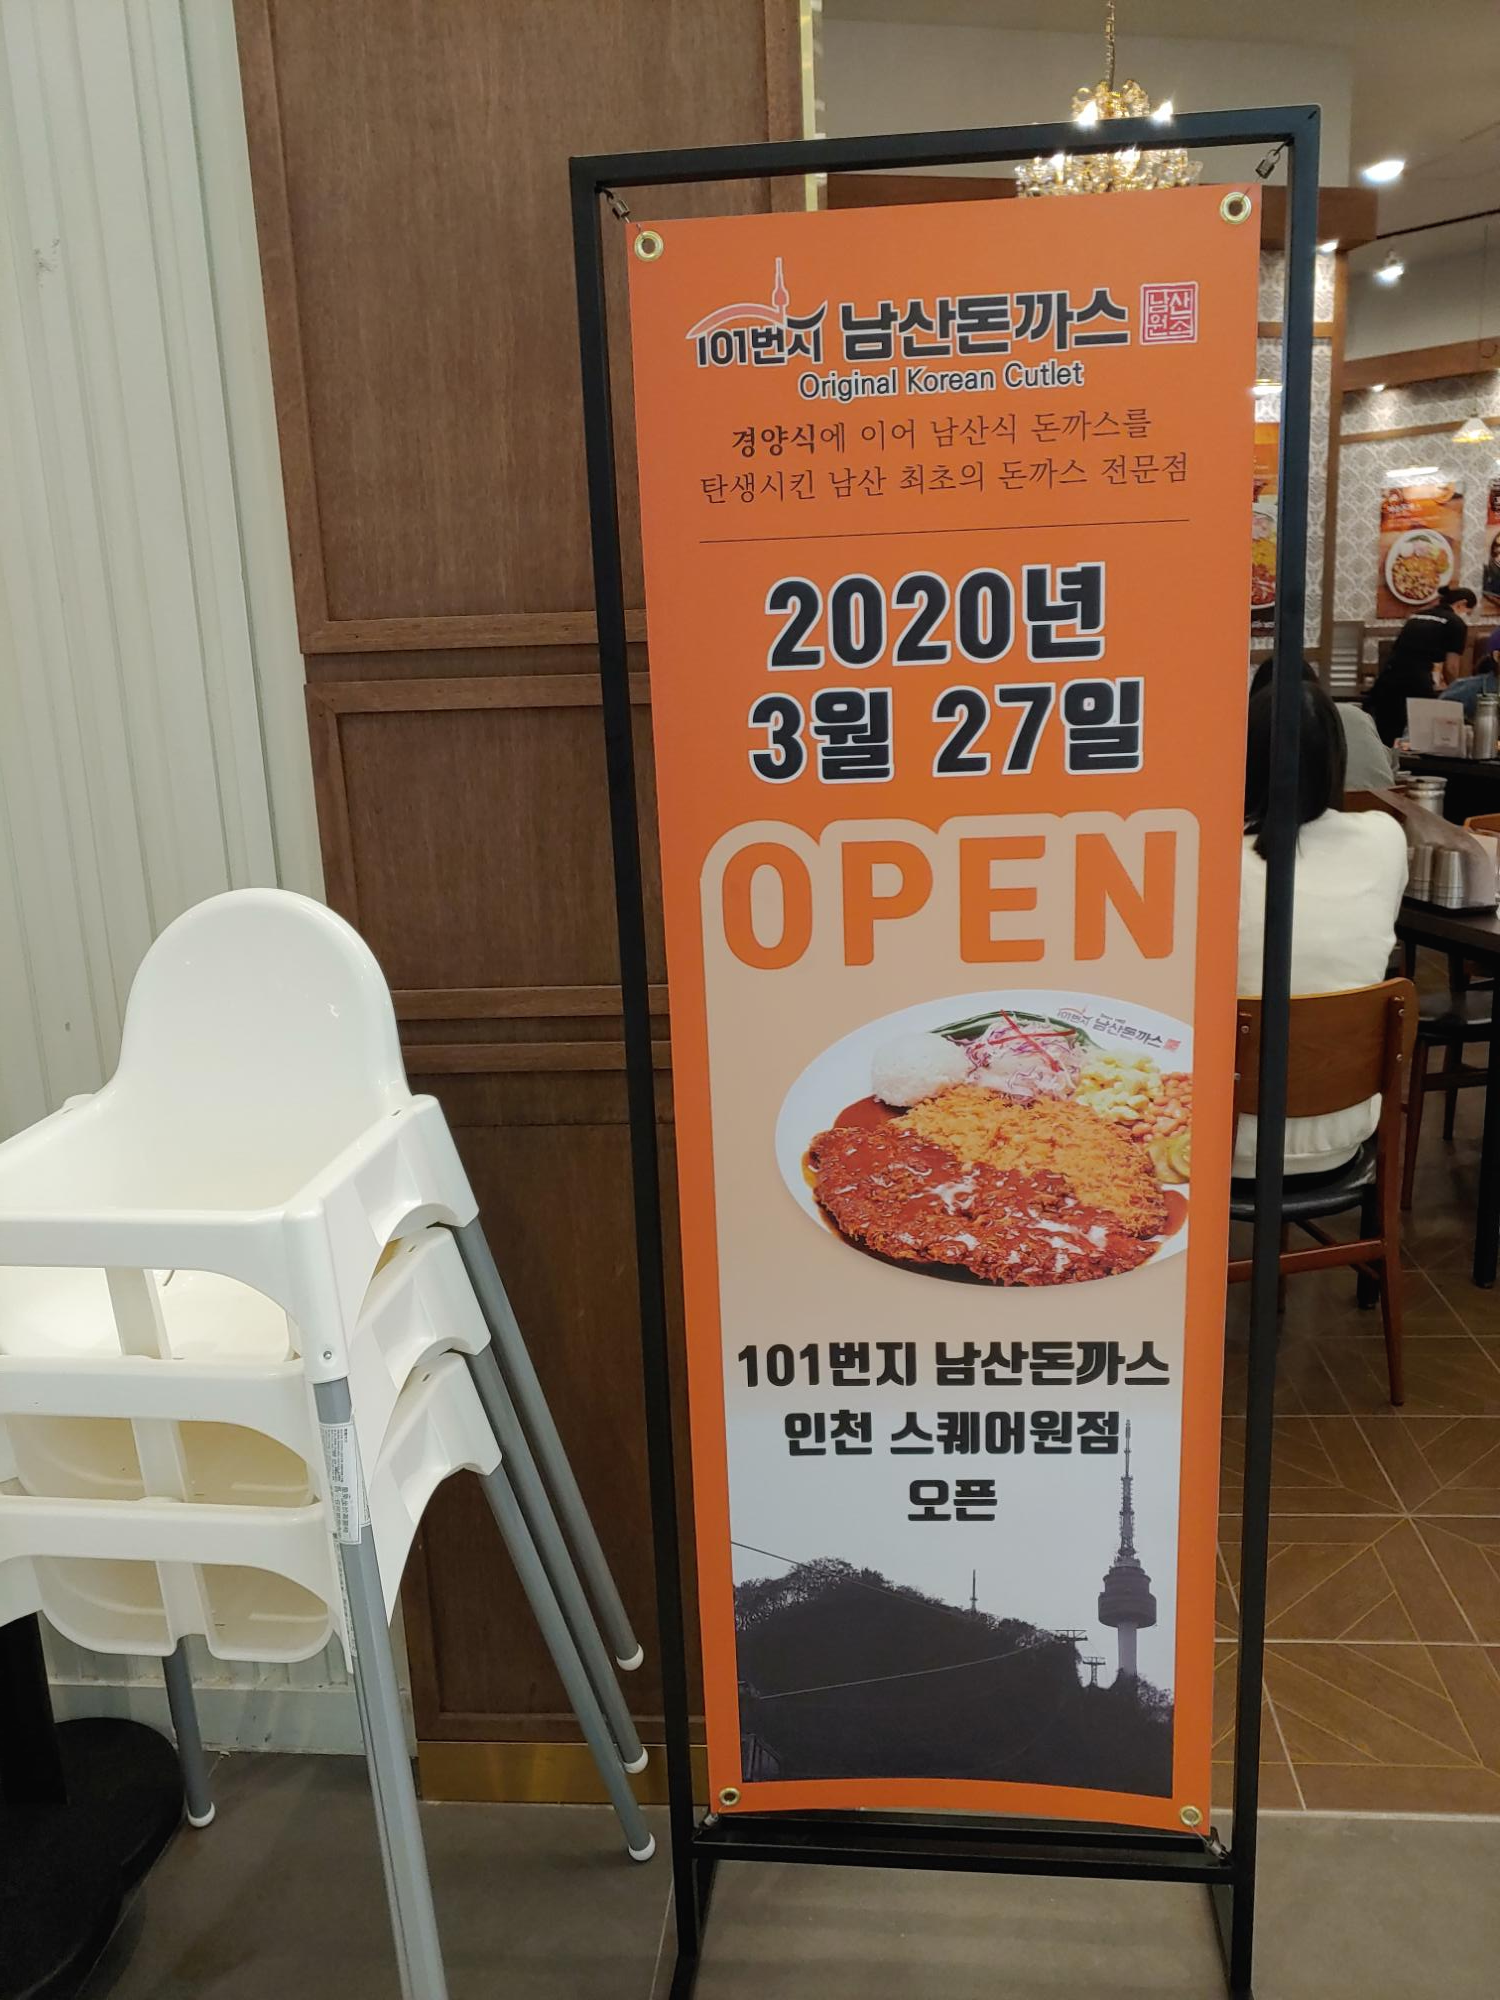 101번지 남산돈까스 남산원조
Original Korean Cutlet
경양식에 이어 남산식 돈까스를
탄생시킨 남산 최초의 돈까스 전문점
2020년
3월 27일
OPEN
101번지 남산돈까스
101번지 남산돈까스
인천 스퀘어원점
오픈